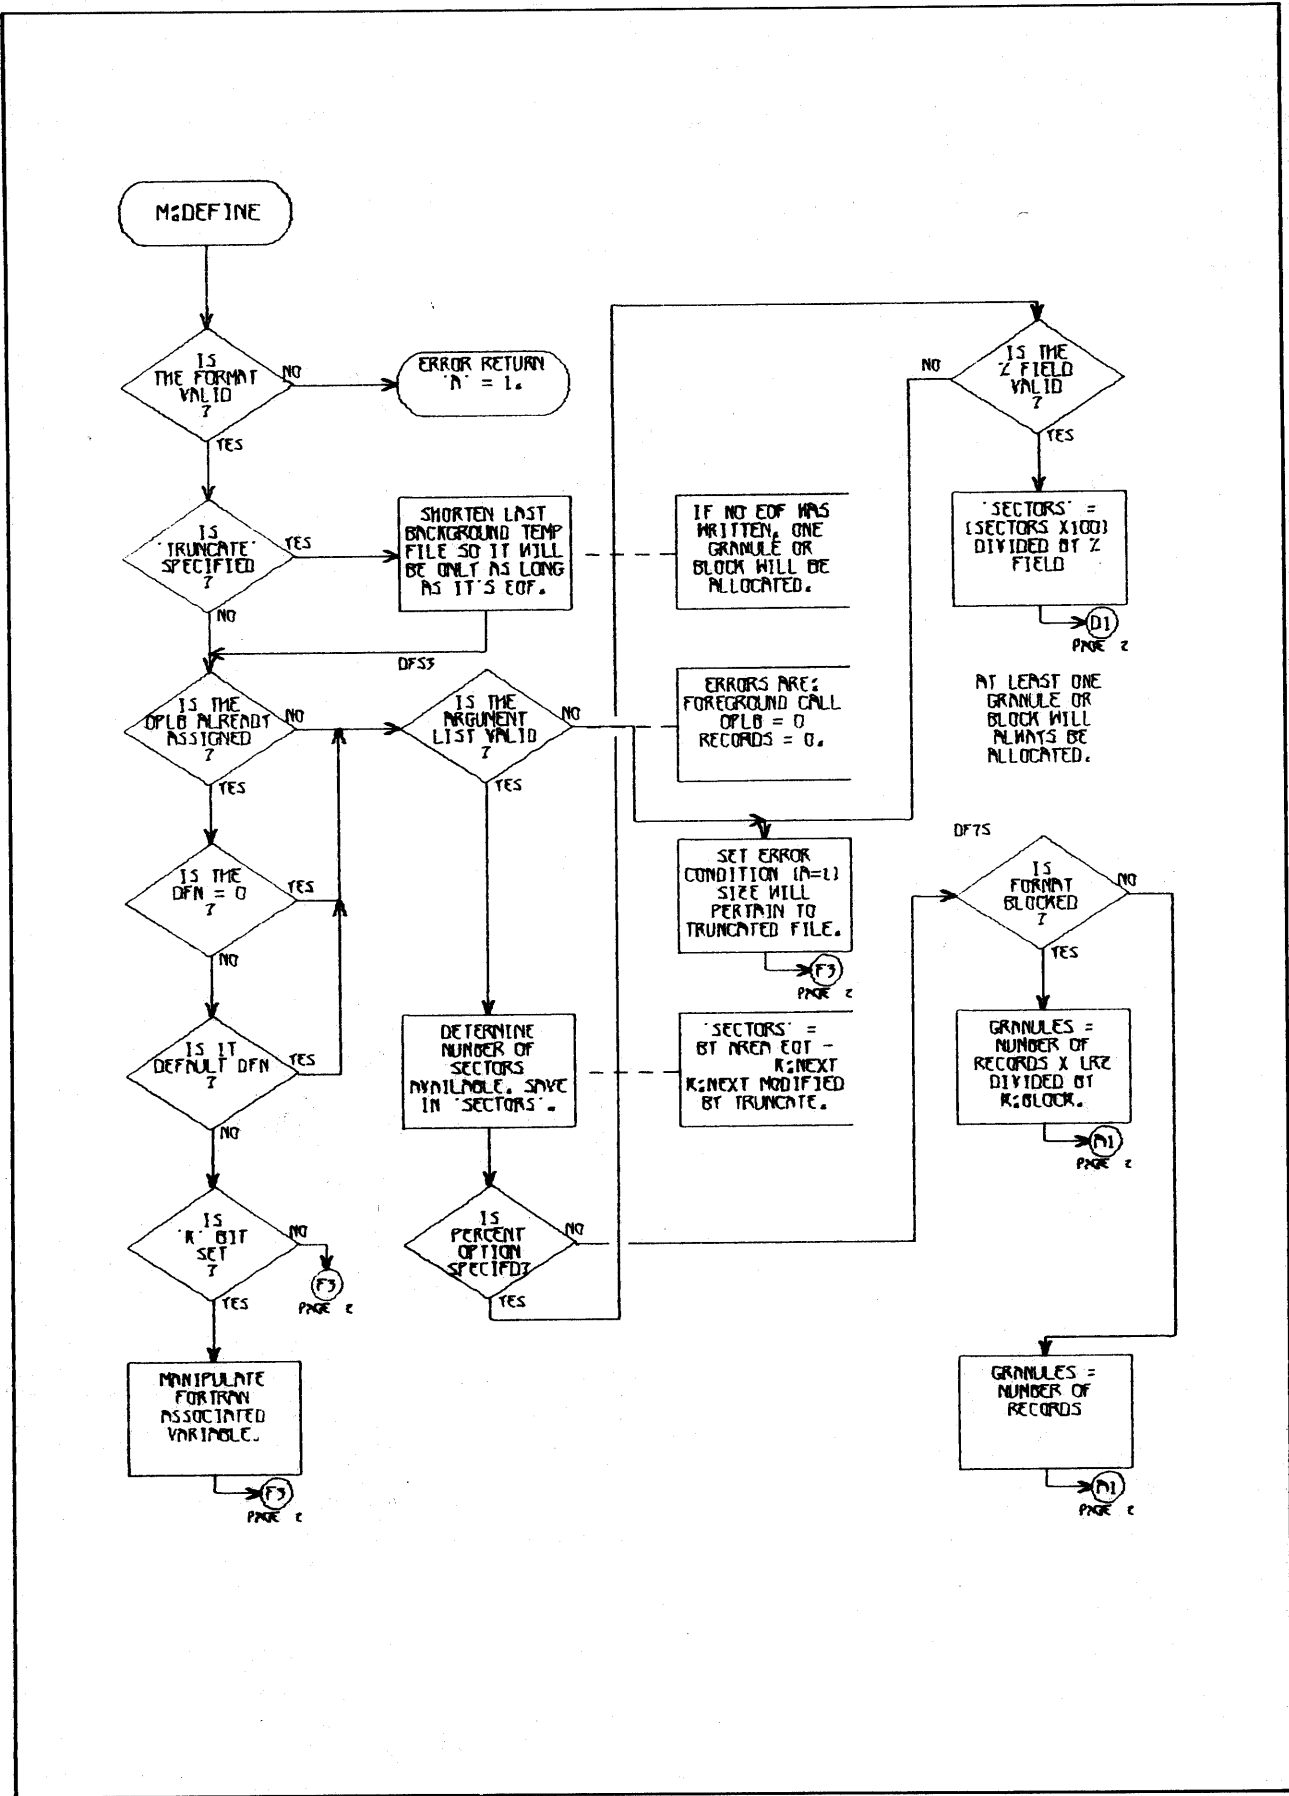 M:DEFINE
IS
THE FORMAT
VALID
?
NO
YES
ERROR RETURN
'A' = 1.
IS
'TRUNCATE'
SPECIFIED
?
YES
NO
SHORTEN LAST
BACKGROUND TEMP
FILE SO IT WILL
BE ONLY AS LONG
AS IT'S EOF.
IF NO EOF WAS
WRITTEN, ONE
GRANULE OR
BLOCK WILL BE
ALLOCATED.
IS THE
OPLB ALREADY
ASSIGNED
?
NO
YES
IS THE
DFN = 0
?
YES
NO
IS IT
DEFAULT DFN
?
YES
NO
IS
'K' BIT
SET
?
NO
YES
F3
PAGE 2
MANIPULATE
FORTRAN
ASSOCIATED
VARIABLE.
F3
PAGE 2
DFS3
IS THE
ARGUMENT
LIST VALID
?
NO
YES
ERRORS ARE:
FOREGROUND CALL
OPLB = 0
RECORDS = 0.
SET ERROR
CONDITION (A=1)
SIZE WILL
PERTAIN TO
TRUNCATED FILE.
F3
PAGE 2
DETERMINE
NUMBER OF
SECTORS
AVAILABLE. SAVE
IN 'SECTORS'.
'SECTORS' =
BT AREA EOT -
K:NEXT
K:NEXT MODIFIED
BY TRUNCATE.
IS
PERCENT
OPTION
SPECIFD?
NO
YES
IS THE
% FIELD
VALID
?
NO
YES
'SECTORS' =
(SECTORS X100)
DIVIDED BY %
FIELD
D1
PAGE 2
AT LEAST ONE
GRANULE OR
BLOCK WILL
ALWAYS BE
ALLOCATED.
DF7S
IS
FORMAT
BLOCKED
?
NO
YES
GRANULES =
NUMBER OF
RECORDS X LRZ
DIVIDED BY
K:BLOCK.
A1
PAGE 2
GRANULES =
NUMBER OF
RECORDS
A1
PAGE 2